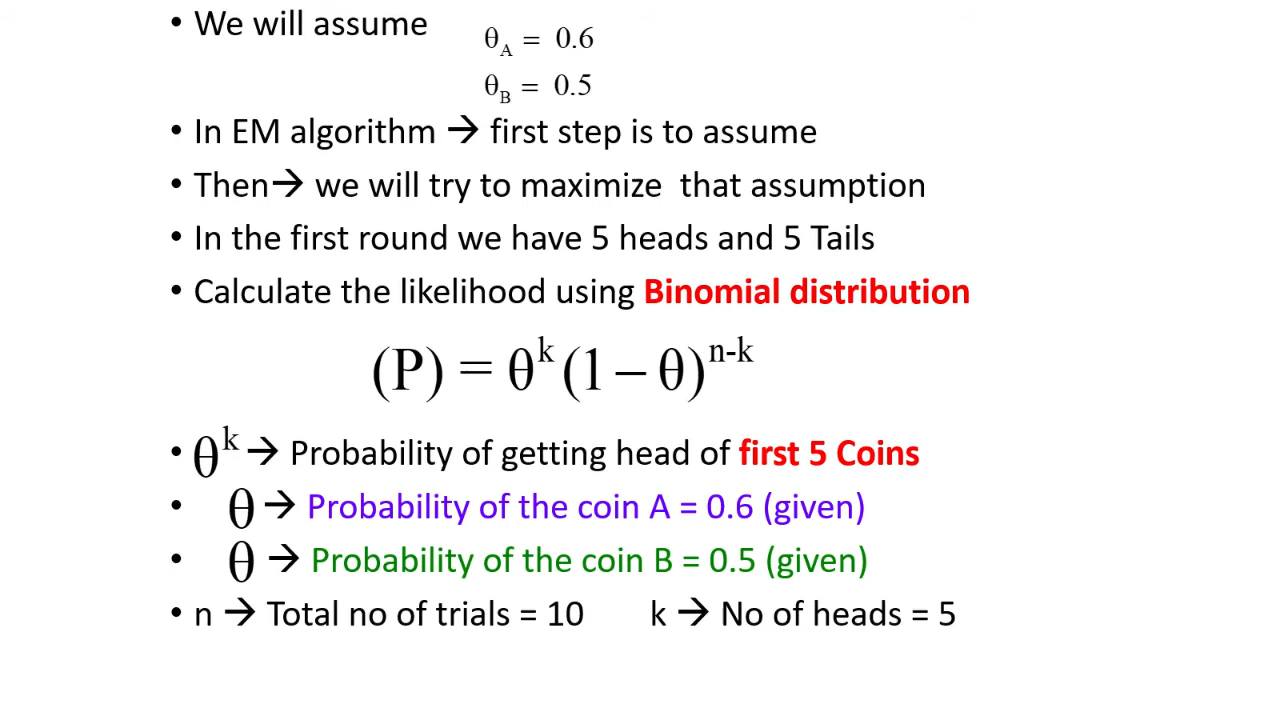 • We will assume θA = 0.6
θB = 0.5
• In EM algorithm → first step is to assume
• Then→ we will try to maximize that assumption
• In the first round we have 5 heads and 5 Tails
• Calculate the likelihood using Binomial distribution
(P) = θ^k (1 – θ)^n-k
• θ^k → Probability of getting head of first 5 Coins
• θ → Probability of the coin A = 0.6 (given)
• θ → Probability of the coin B = 0.5 (given)
• n → Total no of trials = 10 k → No of heads = 5